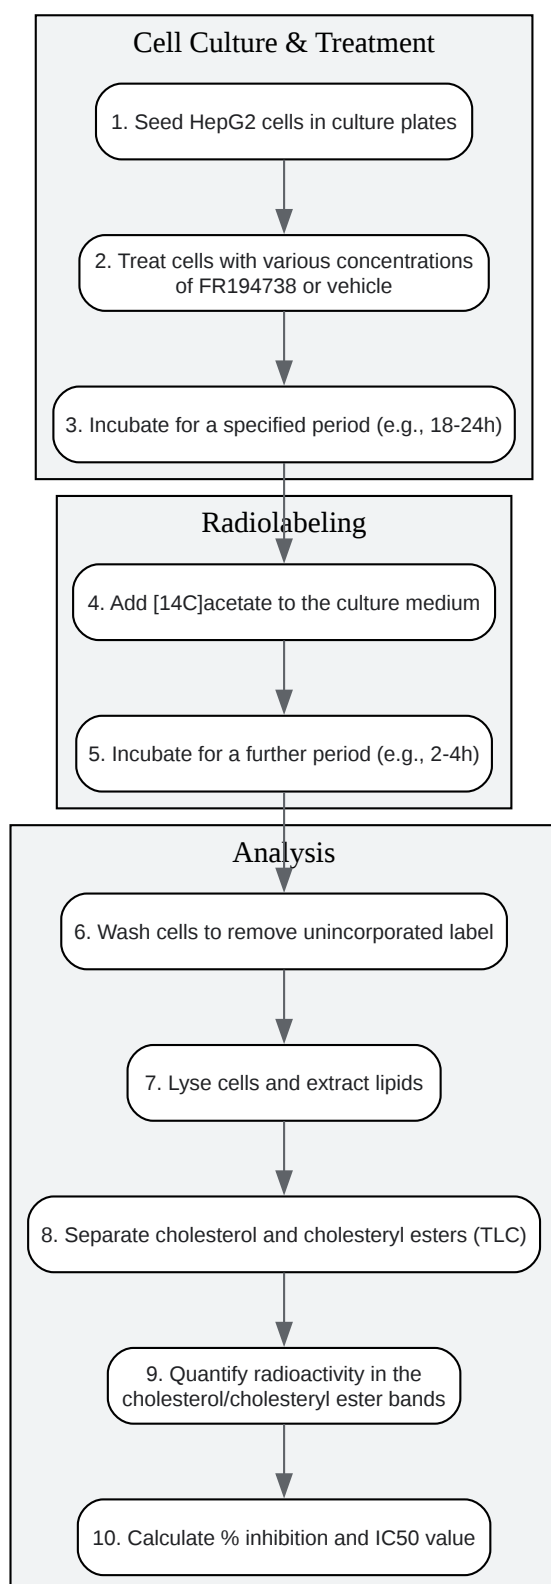 Cell Culture & Treatment
1. Seed HepG2 cells in culture plates
2. Treat cells with various concentrations
of FR194738 or vehicle
3. Incubate for a specified period (e.g., 18-24h)
Radiolabeling
4. Add [14C]acetate to the culture medium
5. Incubate for a further period (e.g., 2-4h)
Analysis
6. Wash cells to remove unincorporated label
7. Lyse cells and extract lipids
8. Separate cholesterol and cholesteryl esters (TLC)
9. Quantify radioactivity in the
cholesterol/cholesteryl ester bands
10. Calculate % inhibition and IC50 value